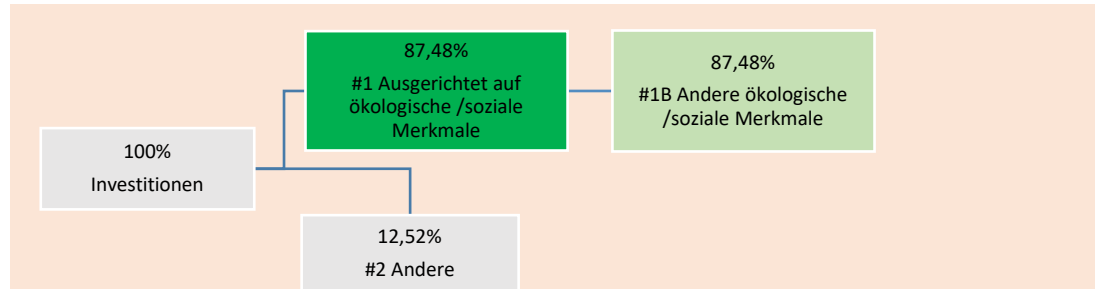 87,48%
#1 Ausgerichtet auf
ökologische /soziale
Merkmale
87,48%
#1B Andere ökologische
/soziale Merkmale
100%
Investitionen
12,52%
#2 Andere